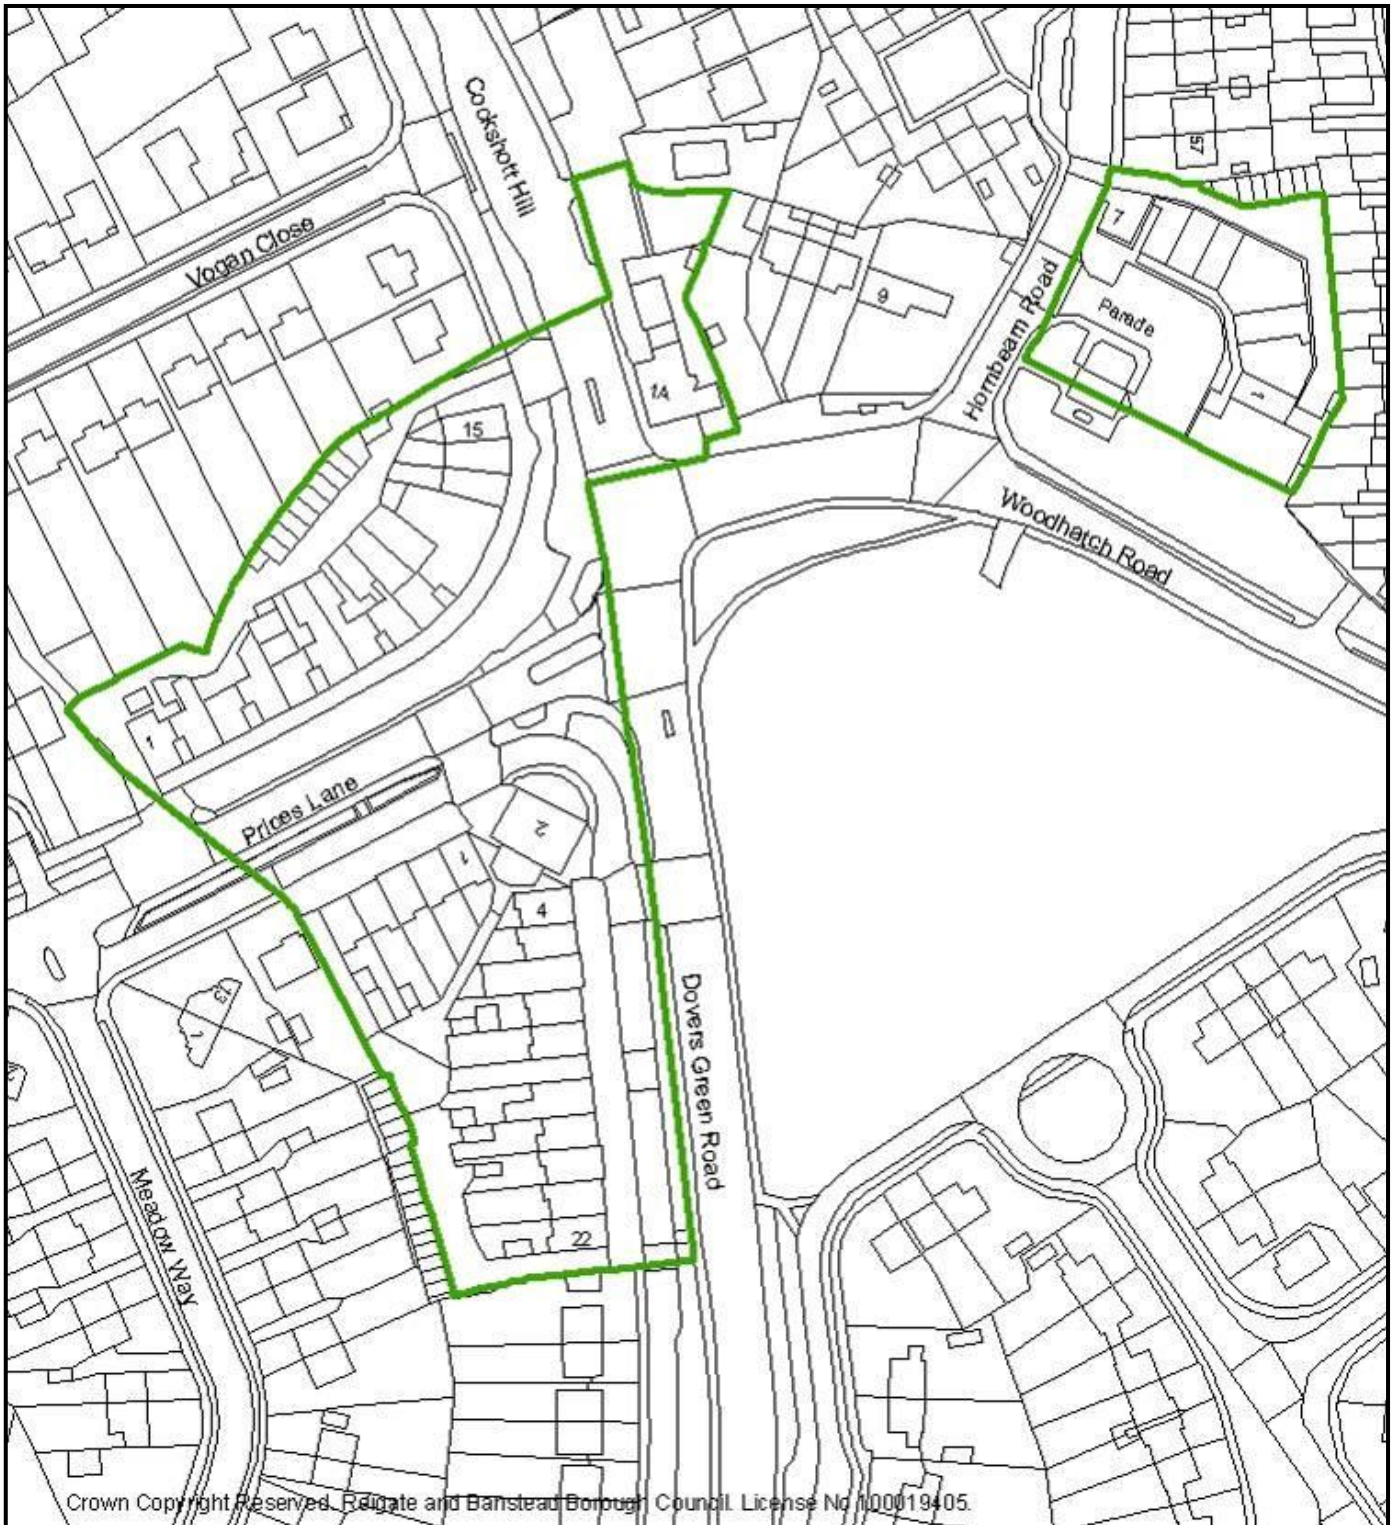 Cockshott Hill
57
Vogan Close
7
9
Hornbeam Road
Parade
1A
1
15
Woodhatch Road
1
Prices Lane
2
1
4
13
1
Dovers Green Road
Meadow Way
22
Crown Copyright Reserved. Reigate and Banstead Borough Council. License No 100019405.